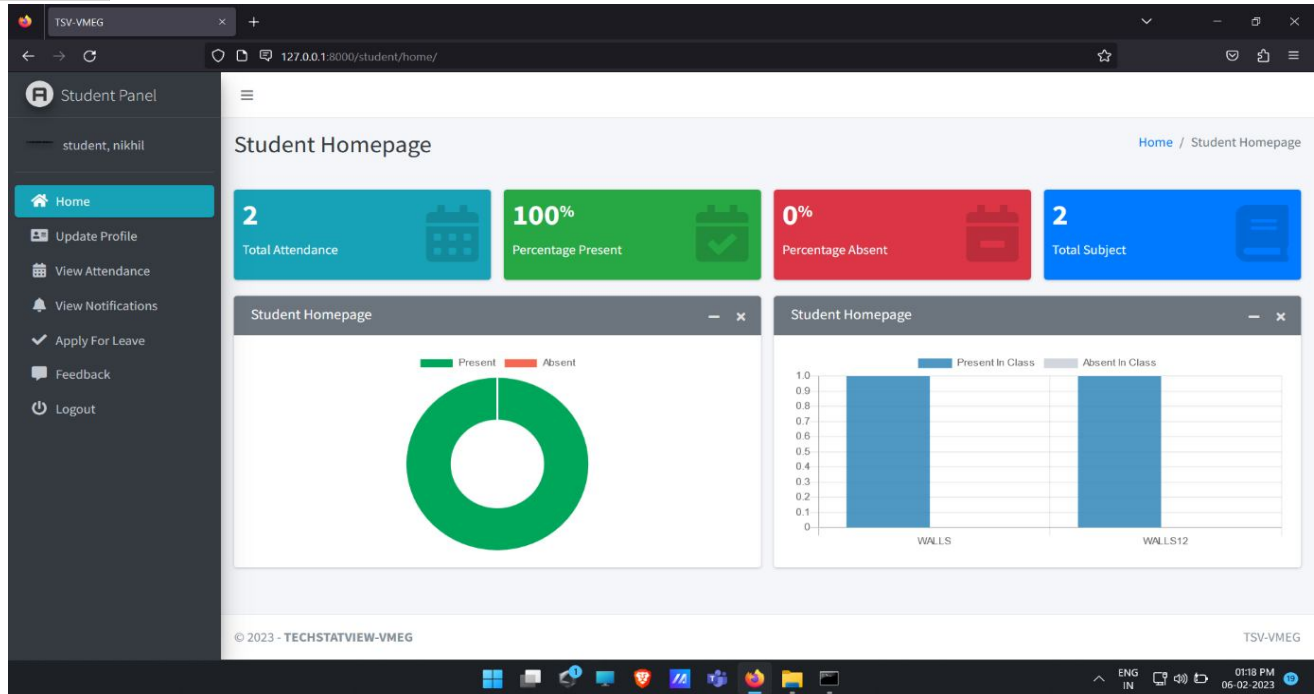 TSV-VMEG
127.0.0.1:8000/student/home/
Student Panel
student, nikhil
Home
Update Profile
View Attendance
View Notifications
Apply For Leave
Feedback
Logout
Student Homepage
Home / Student Homepage
2
Total Attendance
100%
Percentage Present
0%
Percentage Absent
2
Total Subject
Student Homepage
Present Absent
Student Homepage
Present In Class Absent In Class
1.0
0.9
0.8
0.7
0.6
0.5
0.4
0.3
0.2
0.1
0
WALLS WALLS12
© 2023 - TECHSTATVIEW-VMEG
TSV-VMEG
1
ENG
IN
01:18 PM
06-02-2023
19